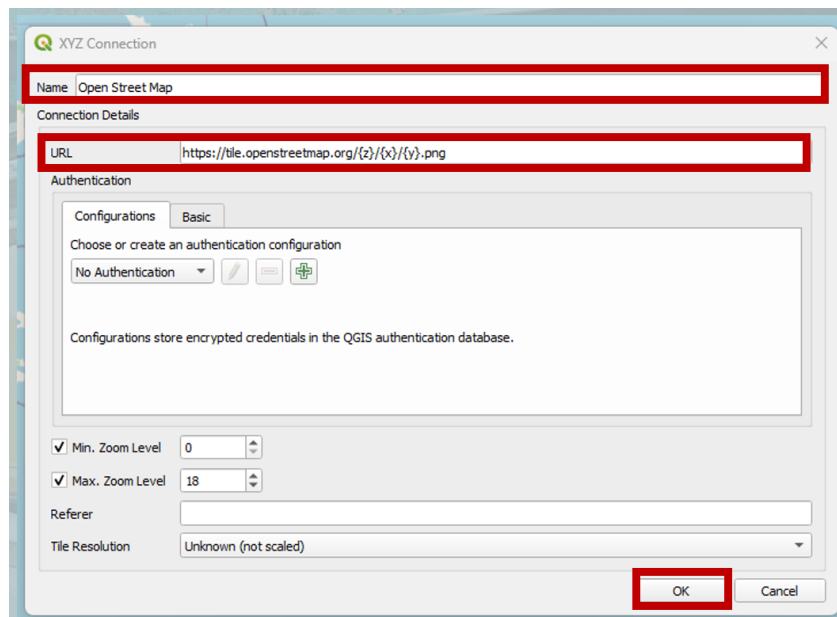 XYZ Connection
Name Open Street Map
Connection Details
URL https://tile.openstreetmap.org/{z}/{x}/{y}.png
Authentication
Configurations Basic
Choose or create an authentication configuration
No Authentication
Configurations store encrypted credentials in the QGIS authentication database.
Min. Zoom Level 0
Max. Zoom Level 18
Referer
Tile Resolution Unknown (not scaled)
OK Cancel